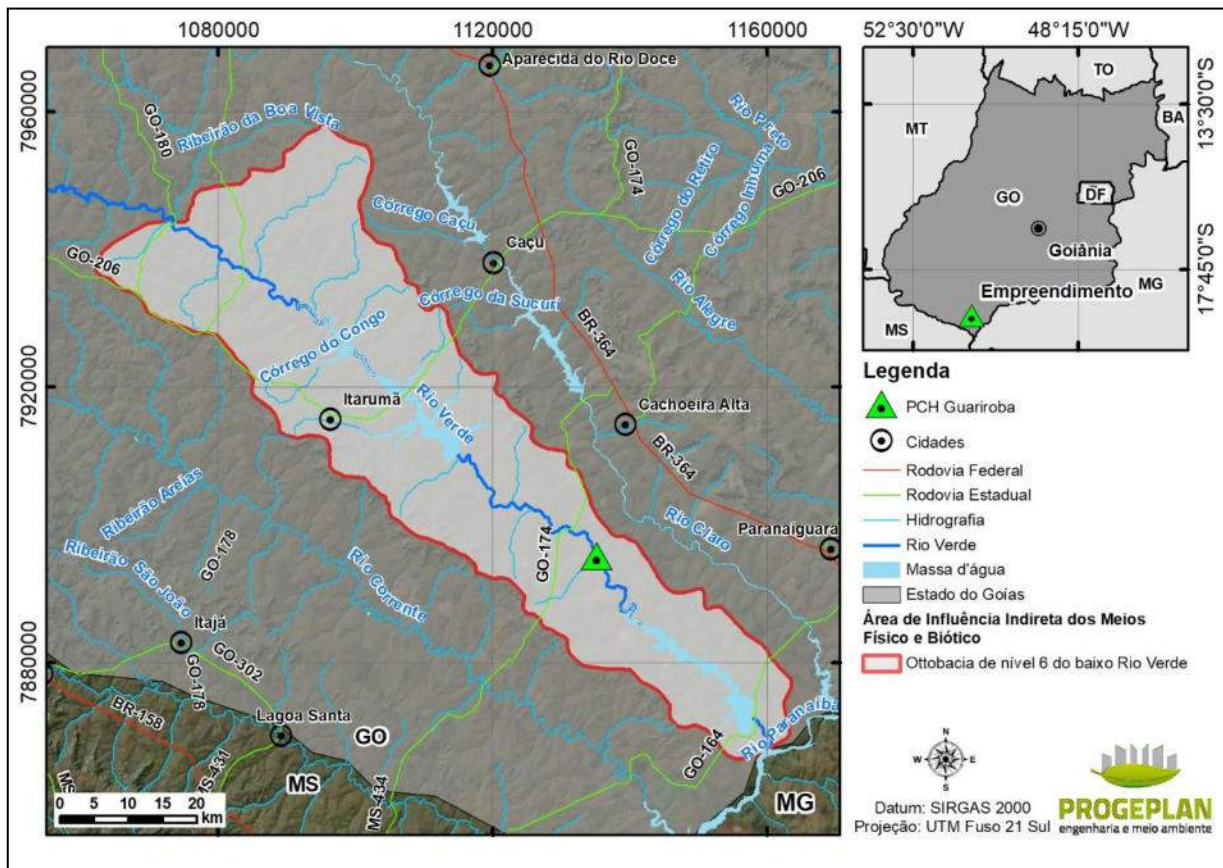 1080000
1120000
1160000
7960000
7920000
7880000
Aparecida do Rio Doce
GO-180
Ribeirão da Boa Vista
GO-174
Rio Preto
Córrego do Retiro
Córrego Inhuma
GO-206
Córrego Caçu
Caçu
GO-206
Córrego da Sucuri
Rio Alegre
BR-364
Córrego do Congo
Itarumã
Rio Verde
Cachoeira Alta
BR-364
Ribeirão Areias
GO-178
Ribeirão São João
Rio Corrente
GO-174
Rio Claro
Paranaiguara
Itajá
GO-302
GO-178
BR-158
Lagoa Santa
GO
GO-164
Rio Paranaíba
MS-431
MS
MS-434
MG
0 5 10 15 20
km
52°30'0"W
48°15'0"W
13°30'0"S
17°45'0"S
TO
MT
BA
GO
DF
Goiânia
Empreendimento
MG
MS
Legenda
PCH Guariroba
Cidades
Rodovia Federal
Rodovia Estadual
Hidrografia
Rio Verde
Massa d'água
Estado do Goías
Área de Influência Indireta dos Meios
Físico e Biótico
Ottobacia de nível 6 do baixo Rio Verde
N
W
E
S
Datum: SIRGAS 2000
Projeção: UTM Fuso 21 Sul
PROGEPLAN
engenharia e meio ambiente